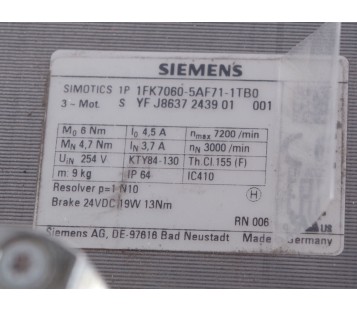 SIEMENS
SIMOTICS 1P 1FK7060-5AF71-1TB0
3 ~ Mot. S YF J8637 2439 01 001
M0 6 Nm I0 4,5 A nmax 7200 /min
MN 4,7 Nm IN 3,7 A nN 3000 /min
UIN 254 V KTY84-130 Th.Cl.155 (F)
m: 9 kg IP 64 IC410
Resolver p=1 N10 H
Brake 24VDC 19W 13Nm
RN 006
Siemens AG, DE-97616 Bad Neustadt Made ermany